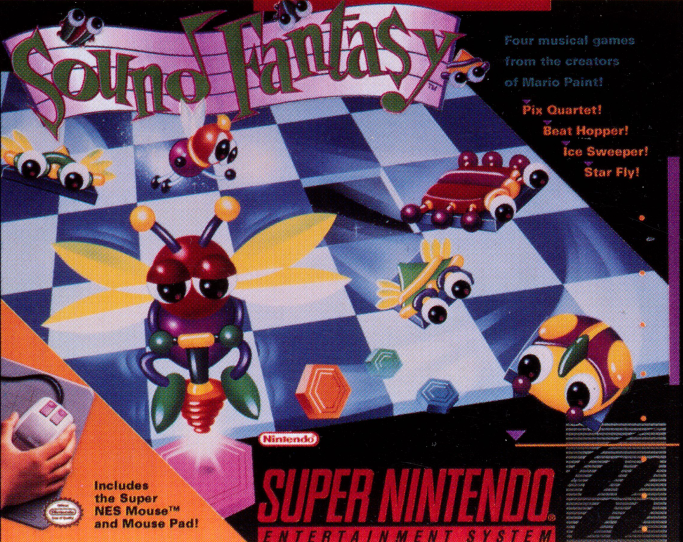 Sound Fantasy
TM
Four musical games
from the creators
of Mario Paint!
Pix Quartet!
Beat Hopper!
Ice Sweeper!
Star Fly!
Nintendo
Includes
the Super
NES Mouse™
and Mouse Pad!
Nintendo
SUPER NINTENDO®
ENTERTAINMENT SYSTEM